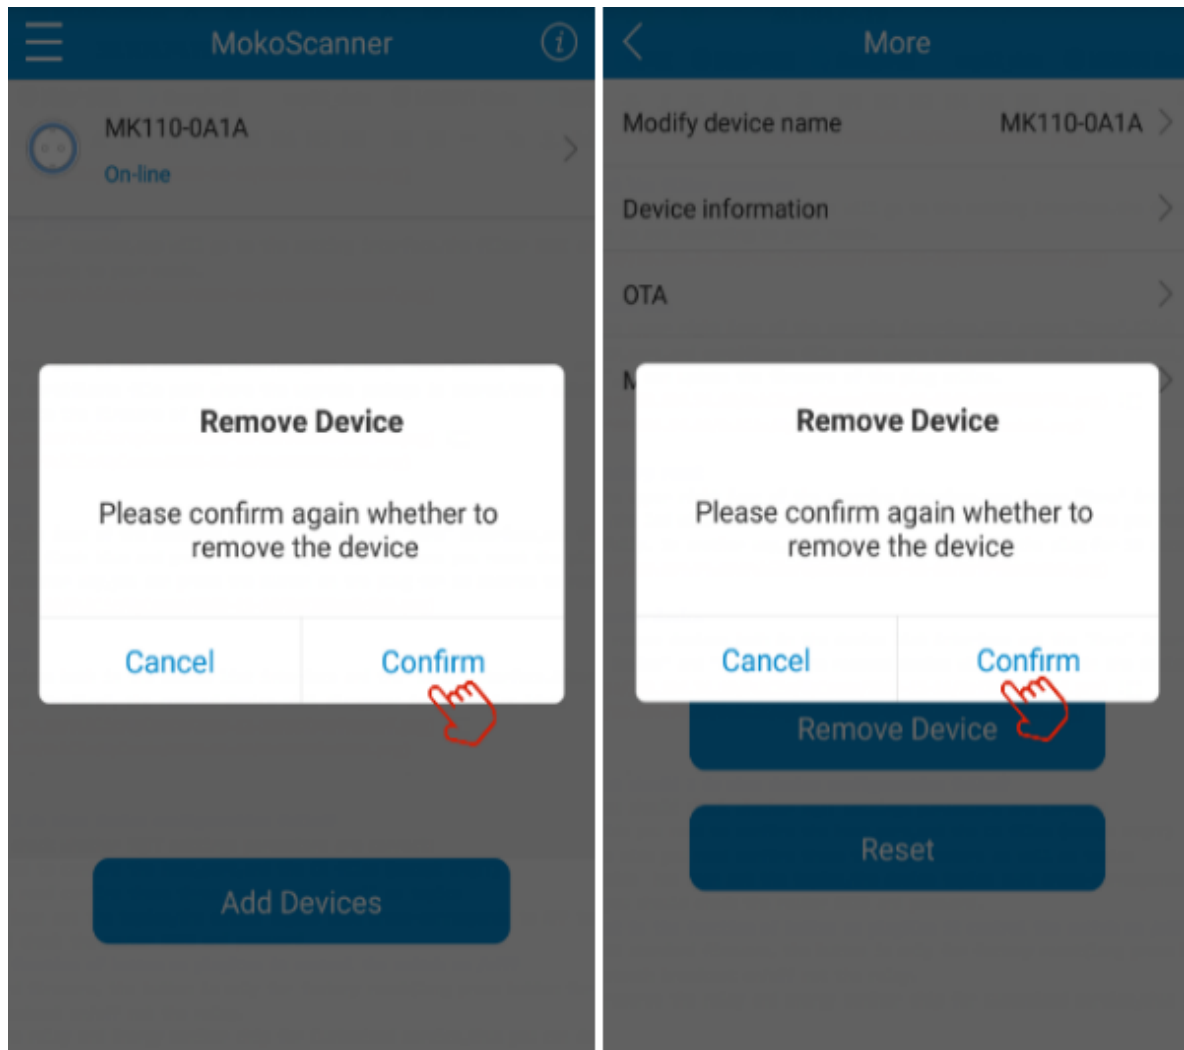 MokoScanner
MK110-0A1A
On-line
Remove Device
Please confirm again whether to
remove the device
Cancel
Confirm
Add Devices
More
Modify device name
MK110-0A1A
Device information
OTA
M
Remove Device
Please confirm again whether to
remove the device
Cancel
Confirm
Remove Device
Reset